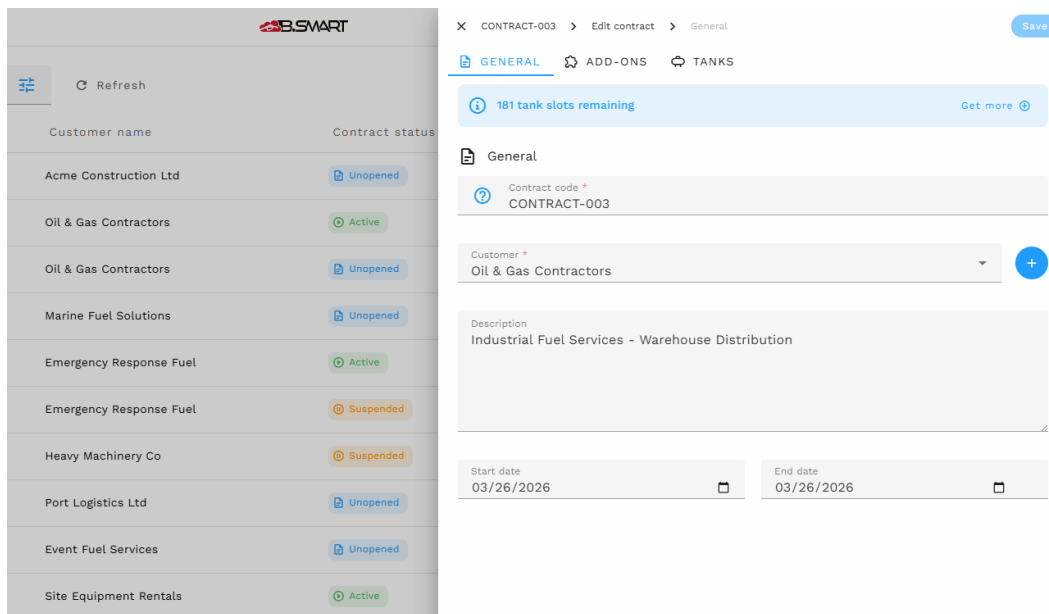 B.SMART
Refresh
Customer name Contract status
Acme Construction Ltd Unopened
Oil & Gas Contractors Active
Oil & Gas Contractors Unopened
Marine Fuel Solutions Unopened
Emergency Response Fuel Active
Emergency Response Fuel Suspended
Heavy Machinery Co Suspended
Port Logistics Ltd Unopened
Event Fuel Services Unopened
Site Equipment Rentals Active
CONTRACT-003 > Edit contract > General
Save
GENERAL ADD-ONS TANKS
181 tank slots remaining Get more
General
Contract code *
CONTRACT-003
Customer *
Oil & Gas Contractors
Description
Industrial Fuel Services - Warehouse Distribution
Start date
03/26/2026
End date
03/26/2026